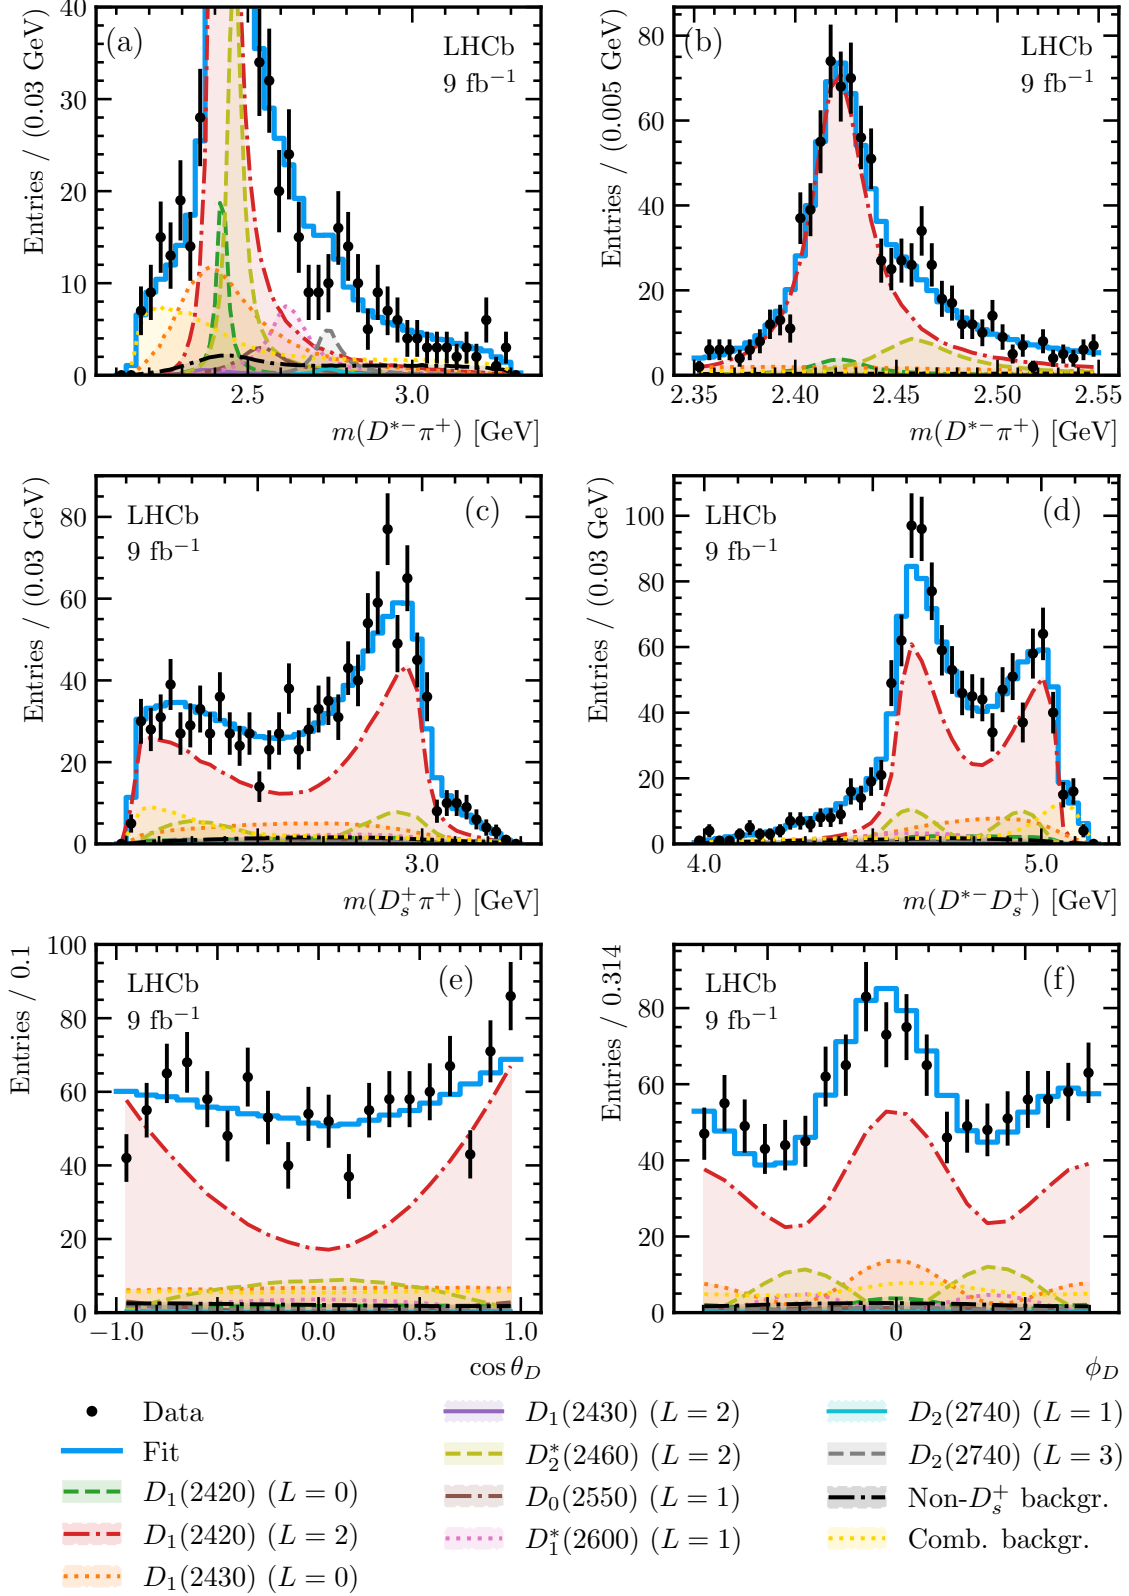 (a)
LHCb
9 fb⁻¹
Entries / (0.03 GeV)
40
30
20
10
0
2.5
3.0
m(D*⁻π⁺) [GeV]
(b)
LHCb
9 fb⁻¹
Entries / (0.005 GeV)
80
60
40
20
0
2.35
2.40
2.45
2.50
2.55
m(D*⁻π⁺) [GeV]
(c)
LHCb
9 fb⁻¹
Entries / (0.03 GeV)
80
60
40
20
0
2.5
3.0
m(Dₛ⁺π⁺) [GeV]
(d)
LHCb
9 fb⁻¹
Entries / (0.03 GeV)
100
80
60
40
20
0
4.0
4.5
5.0
m(D*⁻Dₛ⁺) [GeV]
(e)
LHCb
9 fb⁻¹
Entries / 0.1
100
80
60
40
20
0
−1.0
−0.5
0.0
0.5
1.0
cos θ_D
(f)
LHCb
9 fb⁻¹
Entries / 0.314
80
60
40
20
0
−2
0
2
ϕ_D
Data
Fit
D₁(2420) (L = 0)
D₁(2420) (L = 2)
D₁(2430) (L = 0)
D₁(2430) (L = 2)
D₂*(2460) (L = 2)
D₀(2550) (L = 1)
D₁*(2600) (L = 1)
D₂(2740) (L = 1)
D₂(2740) (L = 3)
Non-Dₛ⁺ backgr.
Comb. backgr.